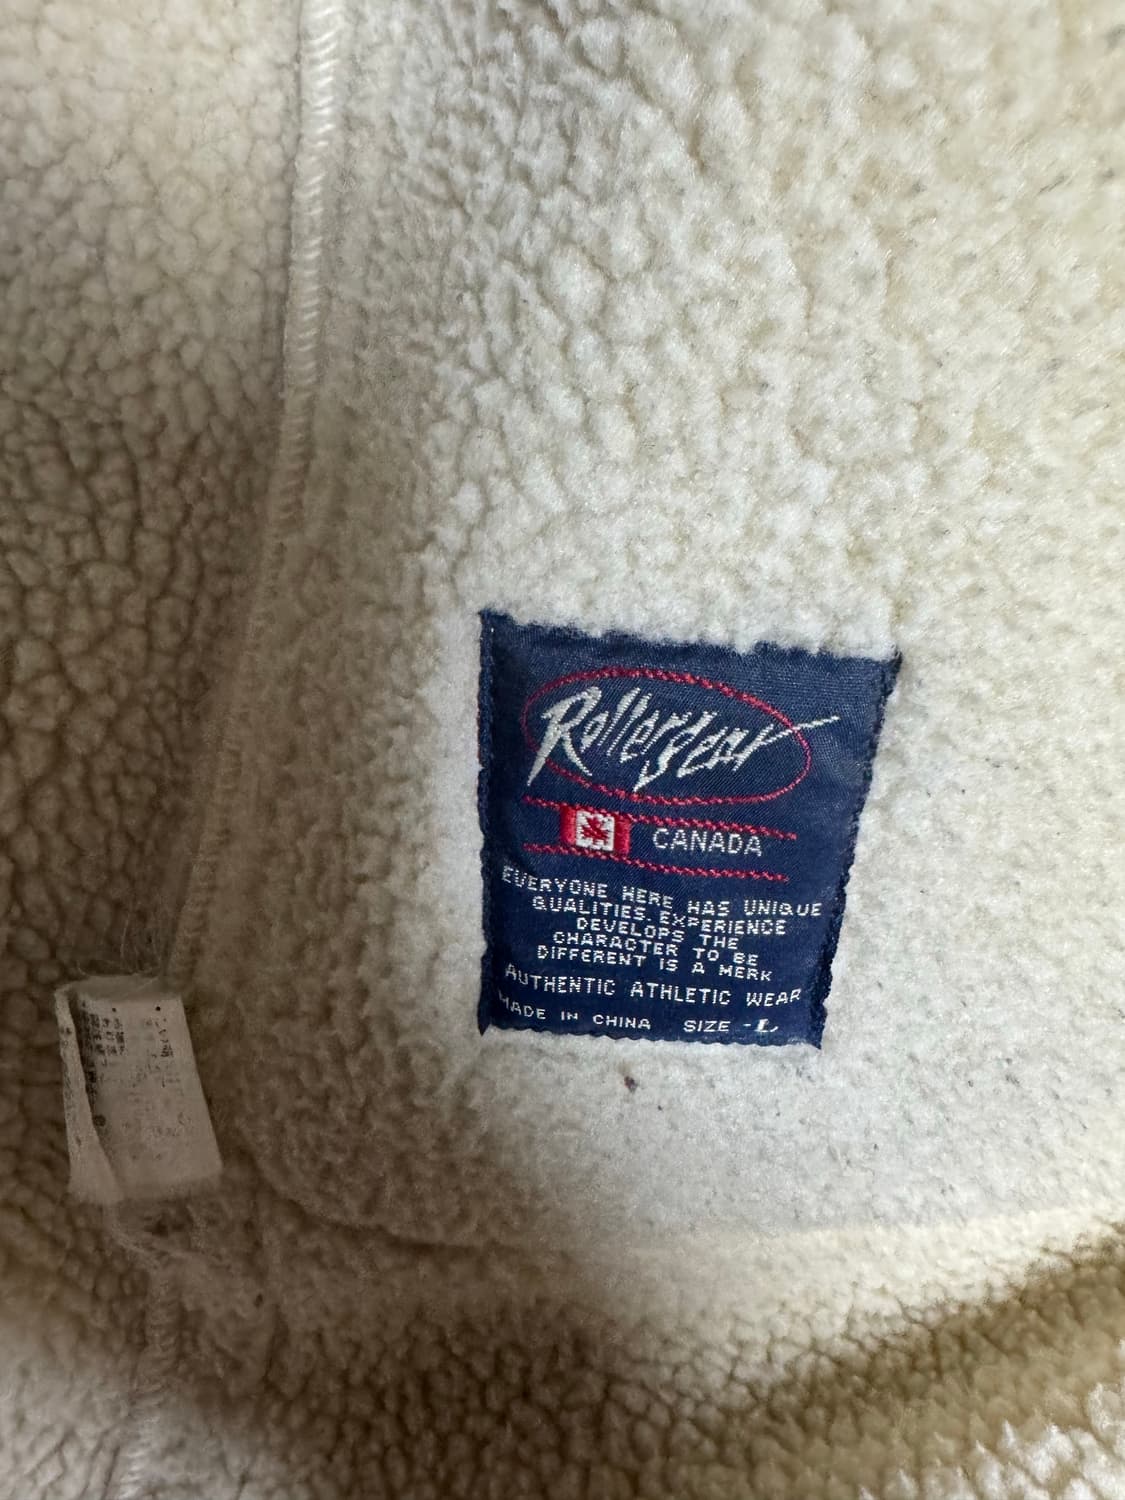 Rollergear
CANADA
EVERYONE HERE HAS UNIQUE
QUALITIES. EXPERIENCE
DEVELOPS THE
CHARACTER TO BE
DIFFERENT IS A MERK
AUTHENTIC ATHLETIC WEAR
MADE IN CHINA SIZE - L